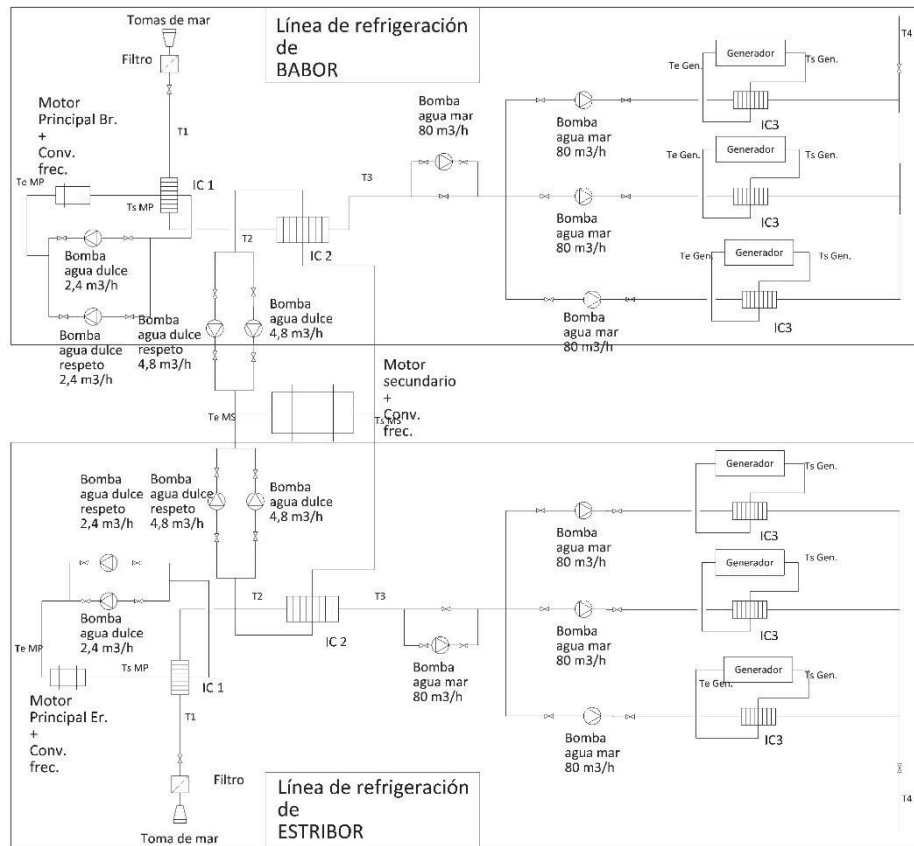 Tomas de mar
Filtro
Línea de refrigeración
de
BABOR
T1
Motor
Principal Br.
+
Conv.
frec.
Te MP
Ts MP
IC 1
Bomba
agua dulce
2,4 m3/h
Bomba
agua dulce
respeto
2,4 m3/h
Bomba
agua dulce
respeto
4,8 m3/h
T2
Bomba
agua dulce
4,8 m3/h
IC 2
T3
Bomba
agua mar
80 m3/h
Bomba
agua mar
80 m3/h
Te Gen.
Generador
Ts Gen.
IC3
T4
Bomba
agua mar
80 m3/h
Te Gen.
Generador
Ts Gen.
IC3
Bomba
agua mar
80 m3/h
Te Gen.
Generador
Ts Gen.
IC3
Te MS
Motor
secundario
+
Conv.
frec.
Ts MS
Bomba
agua dulce
respeto
2,4 m3/h
Bomba
agua dulce
respeto
4,8 m3/h
Bomba
agua dulce
4,8 m3/h
Bomba
agua dulce
2,4 m3/h
Te MP
Ts MP
Motor
Principal Er.
+
Conv.
frec.
IC 1
T1
T2
IC 2
T3
Bomba
agua mar
80 m3/h
Generador
Ts Gen.
IC3
Bomba
agua mar
80 m3/h
Generador
Ts Gen.
IC3
Bomba
agua mar
80 m3/h
Generador
Te Gen.
Ts Gen.
IC3
Bomba
agua mar
80 m3/h
T4
Filtro
Toma de mar
Línea de refrigeración
de
ESTRIBOR